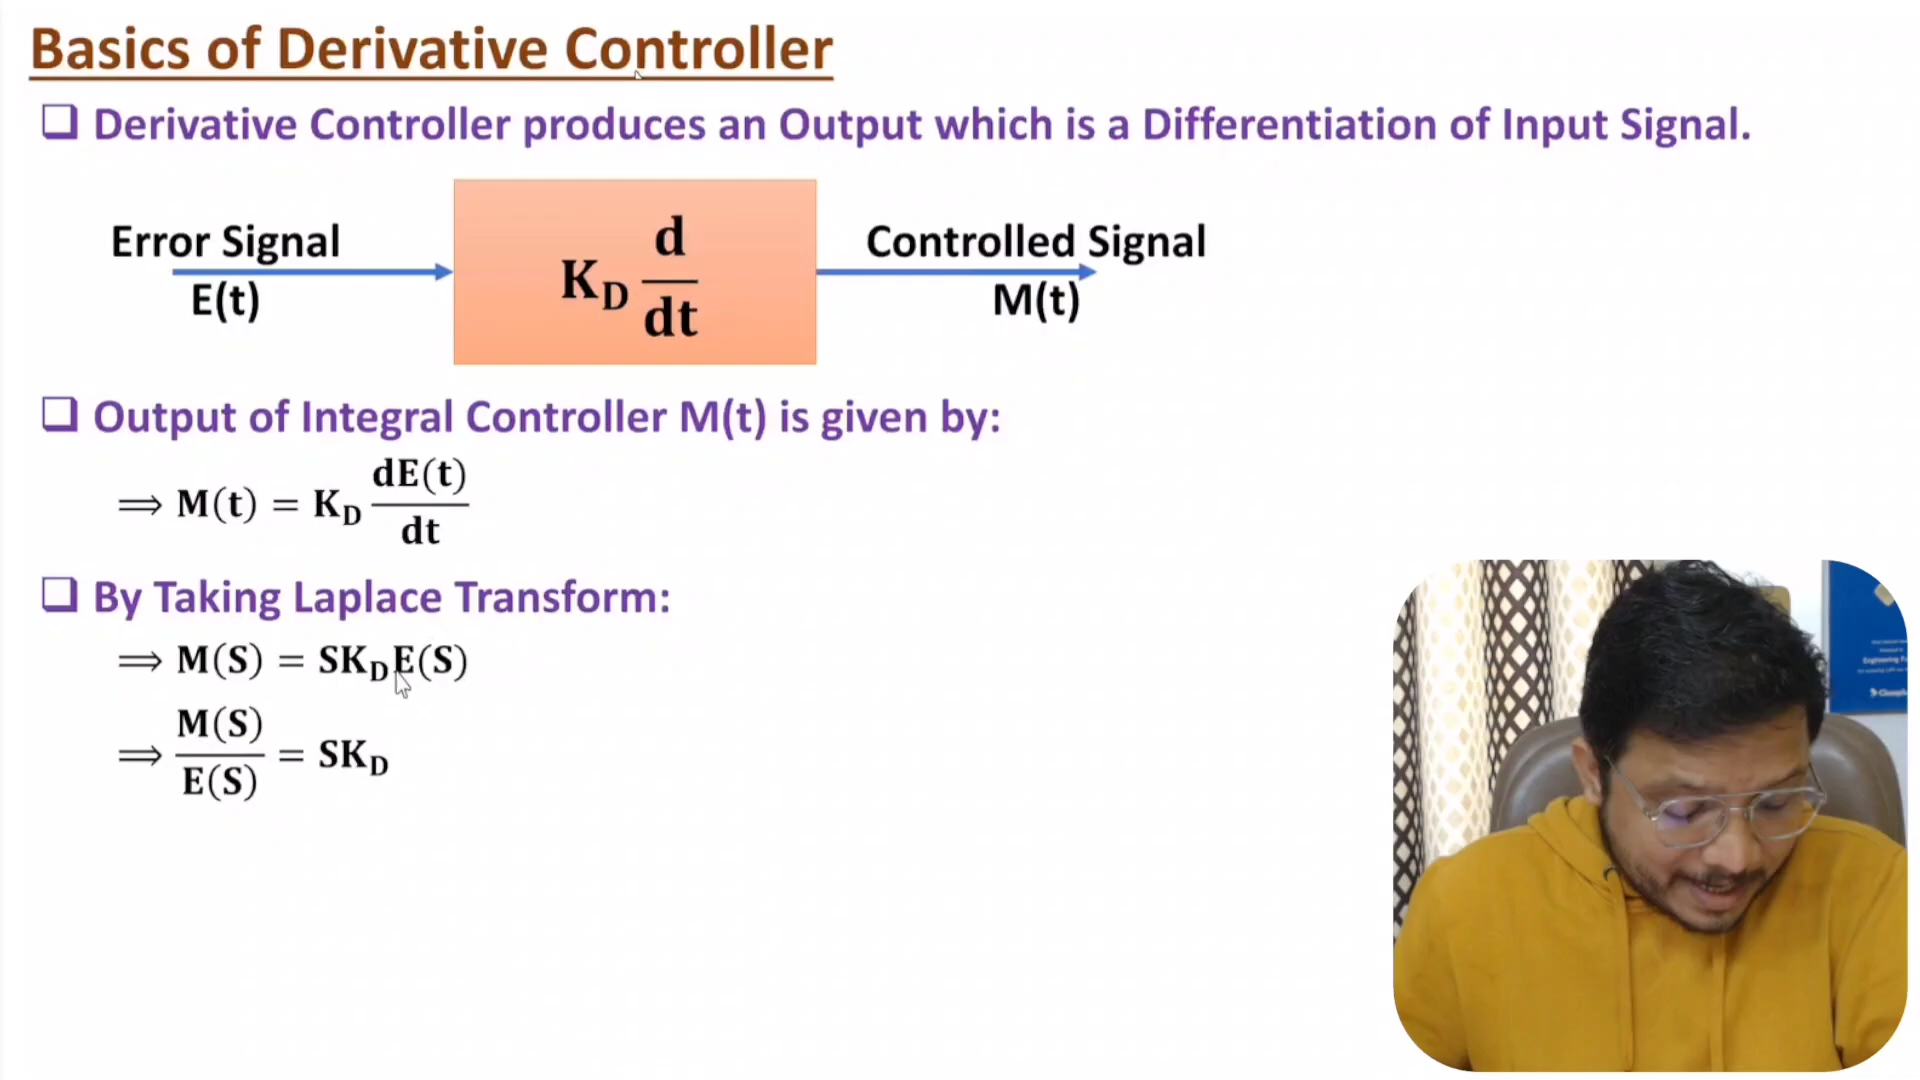 Basics of Derivative Controller
❑ Derivative Controller produces an Output which is a Differentiation of Input Signal.
Error Signal
E(t)
K_D d/dt
Controlled Signal
M(t)
❑ Output of Integral Controller M(t) is given by:
⟹ M(t) = K_D dE(t)/dt
❑ By Taking Laplace Transform:
⟹ M(S) = SK_D E(S)
⟹ M(S)/E(S) = SK_D